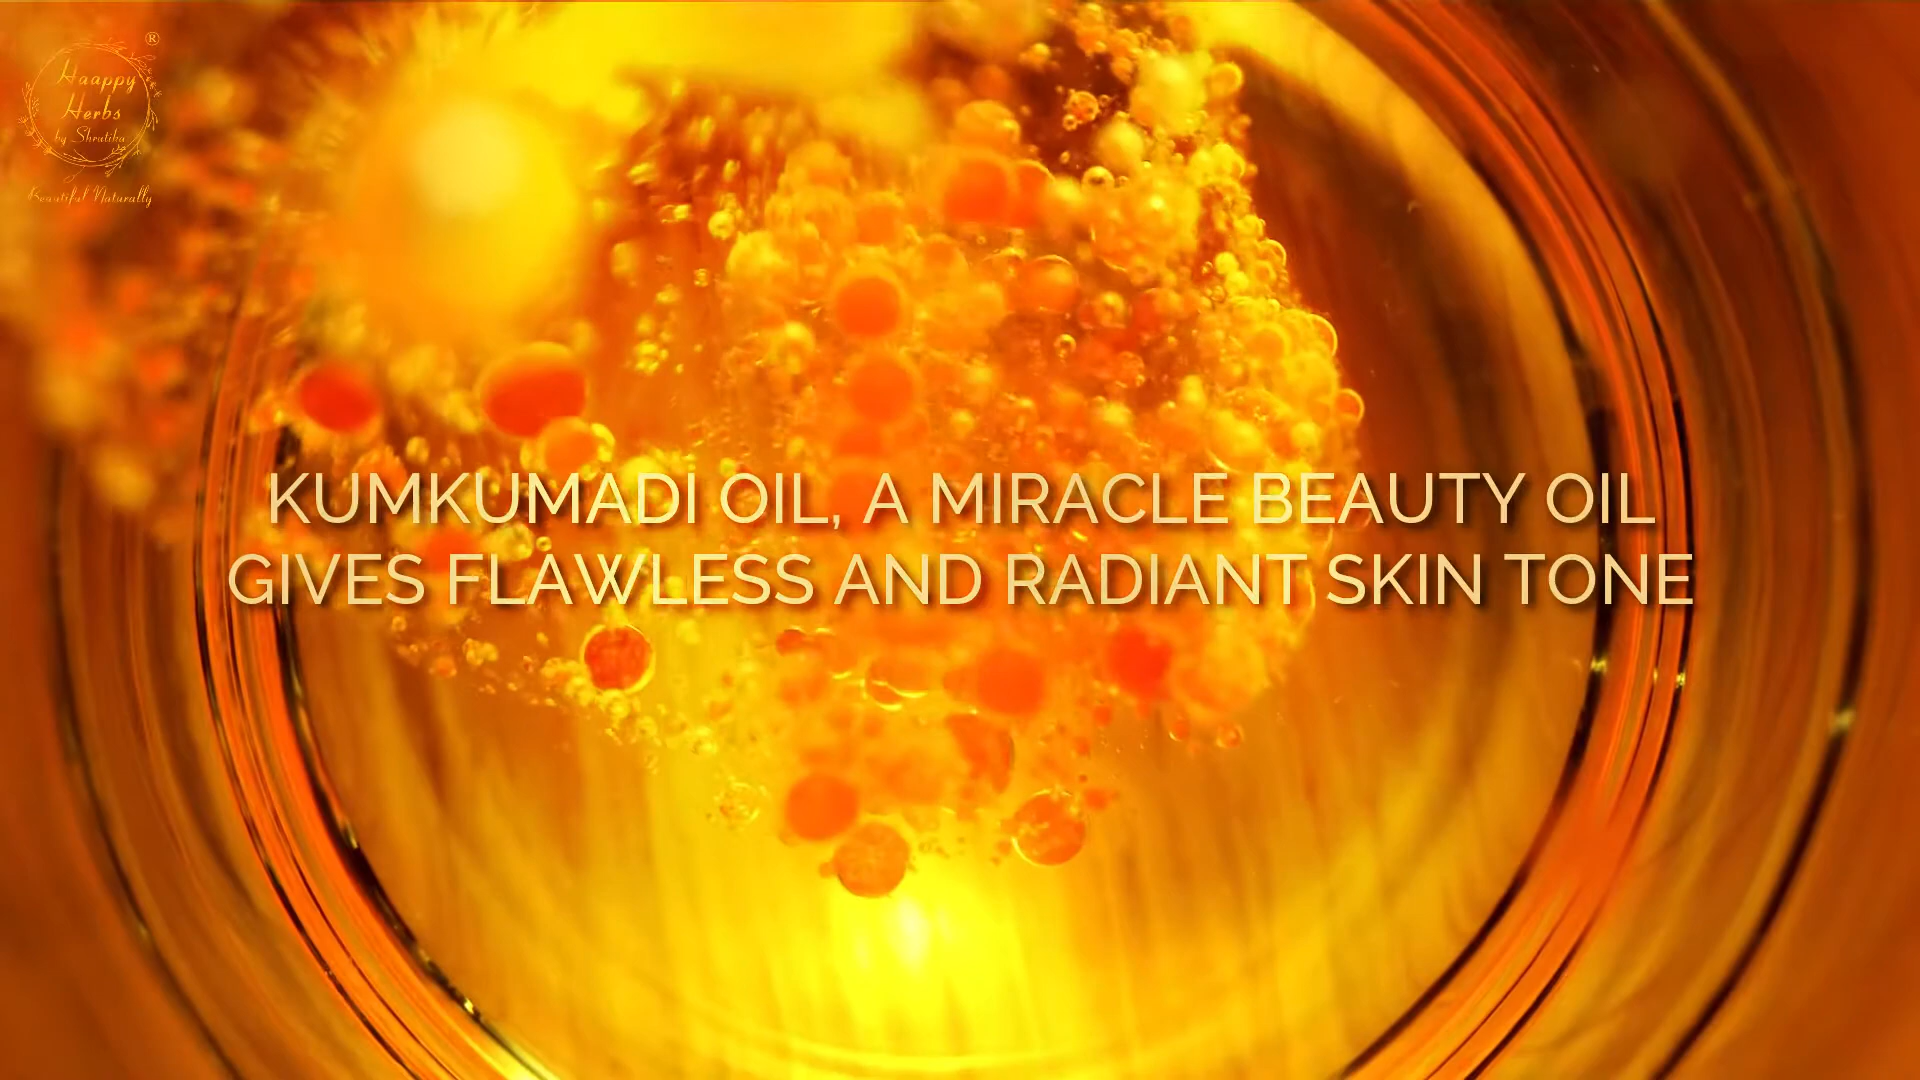 ®
Haappy
Herbs
by Shrutika
Beautiful Naturally
KUMKUMADI OIL, A MIRACLE BEAUTY OIL
GIVES FLAWLESS AND RADIANT SKIN TONE